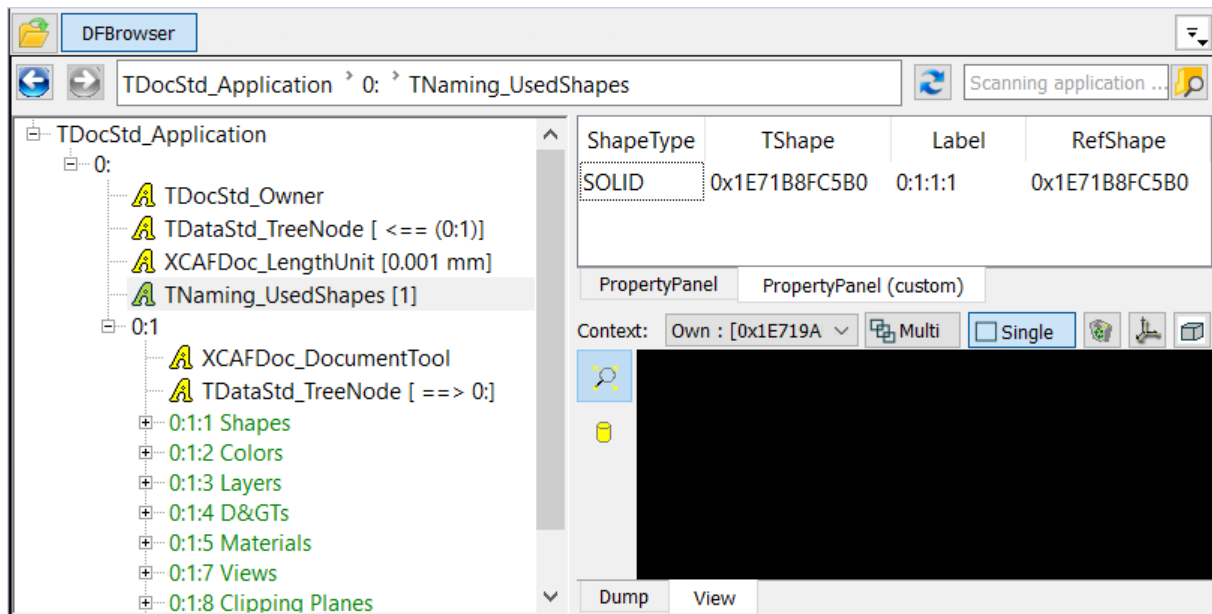 DFBrowser
TDocStd_Application > 0: > TNaming_UsedShapes
Scanning application ...
TDocStd_Application
0:
TDocStd_Owner
TDataStd_TreeNode [ <== (0:1)]
XCAFDoc_LengthUnit [0.001 mm]
TNaming_UsedShapes [1]
0:1
XCAFDoc_DocumentTool
TDataStd_TreeNode [ ==> 0:]
0:1:1 Shapes
0:1:2 Colors
0:1:3 Layers
0:1:4 D&GTs
0:1:5 Materials
0:1:7 Views
0:1:8 Clipping Planes
ShapeType TShape Label RefShape
SOLID 0x1E71B8FC5B0 0:1:1:1 0x1E71B8FC5B0
PropertyPanel PropertyPanel (custom)
Context: Own : [0x1E719A Multi Single
Dump View